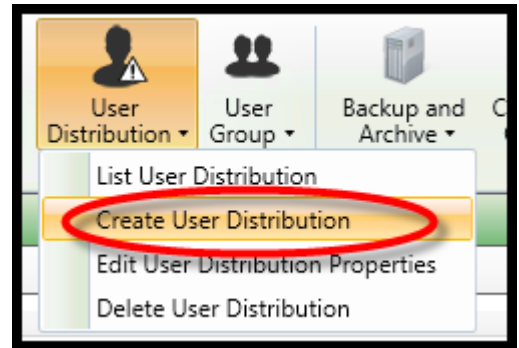 User
Distribution
User
Group
Backup and
Archive
C
List User Distribution
Create User Distribution
Edit User Distribution Properties
Delete User Distribution